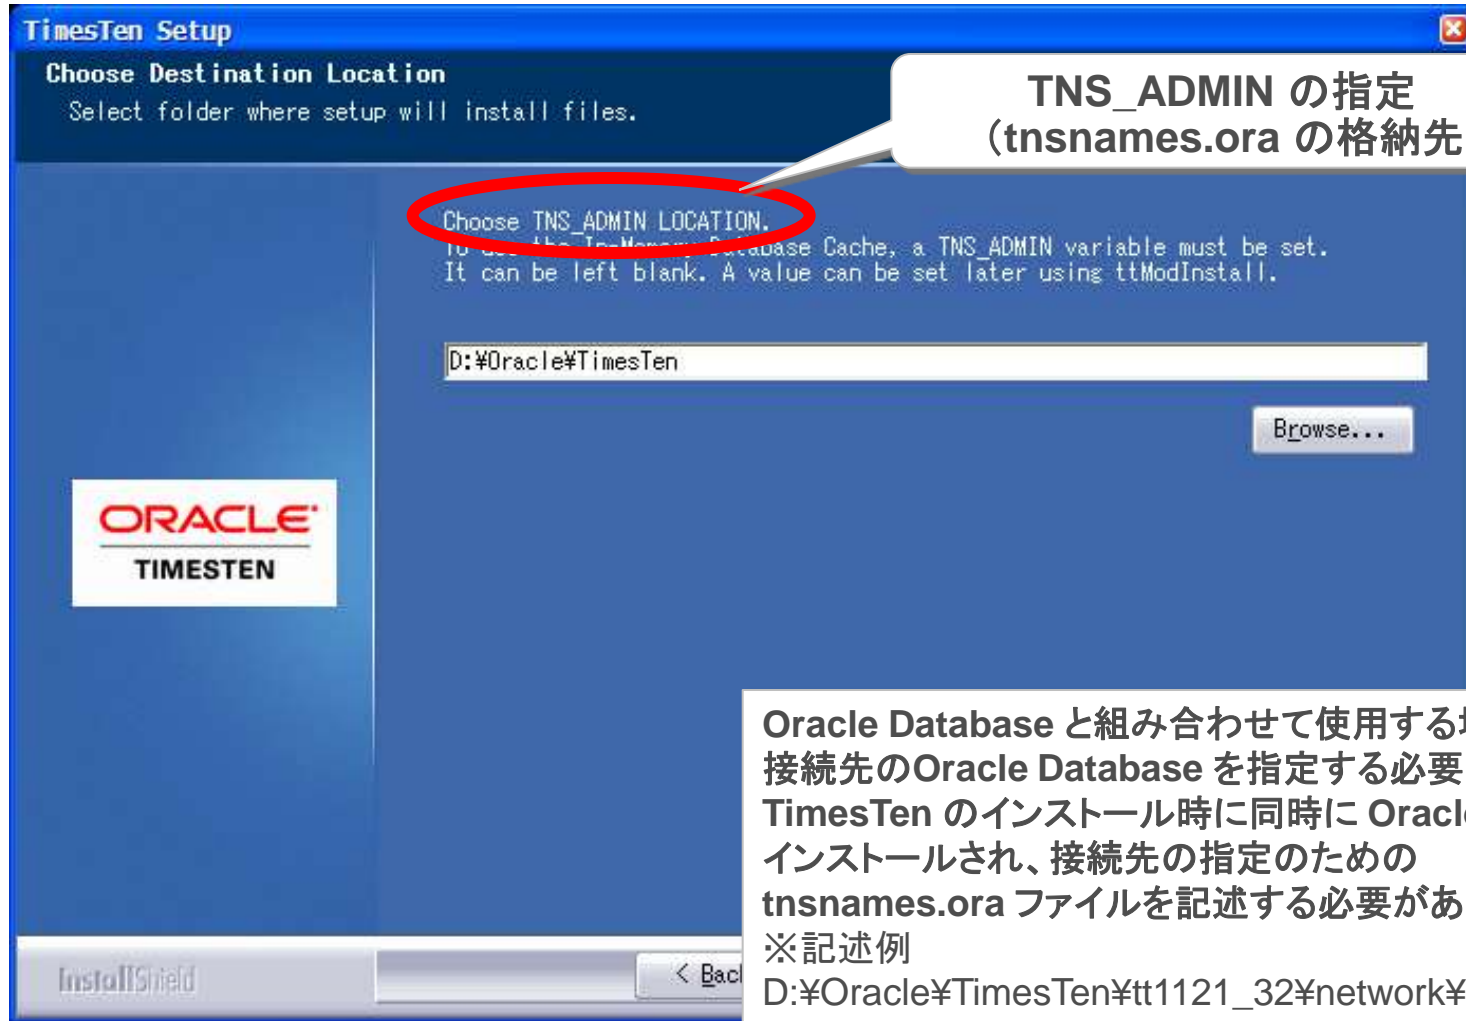 TimesTen Setup
Choose Destination Location
Select folder where setup will install files.
TNS_ADMIN の指定
（tnsnames.ora の格納先
Choose TNS_ADMIN LOCATION.
To use the In-Memory Database Cache, a TNS_ADMIN variable must be set.
It can be left blank. A value can be set later using ttModInstall.
D:¥Oracle¥TimesTen
Browse...
ORACLE
TIMESTEN
Oracle Database と組み合わせて使用する
接続先のOracle Database を指定する必要
TimesTen のインストール時に同時に Oracle
インストールされ、接続先の指定のための
tnsnames.ora ファイルを記述する必要があ
※記述例
D:¥Oracle¥TimesTen¥tt1121_32¥network¥
InstallShield
< Bac